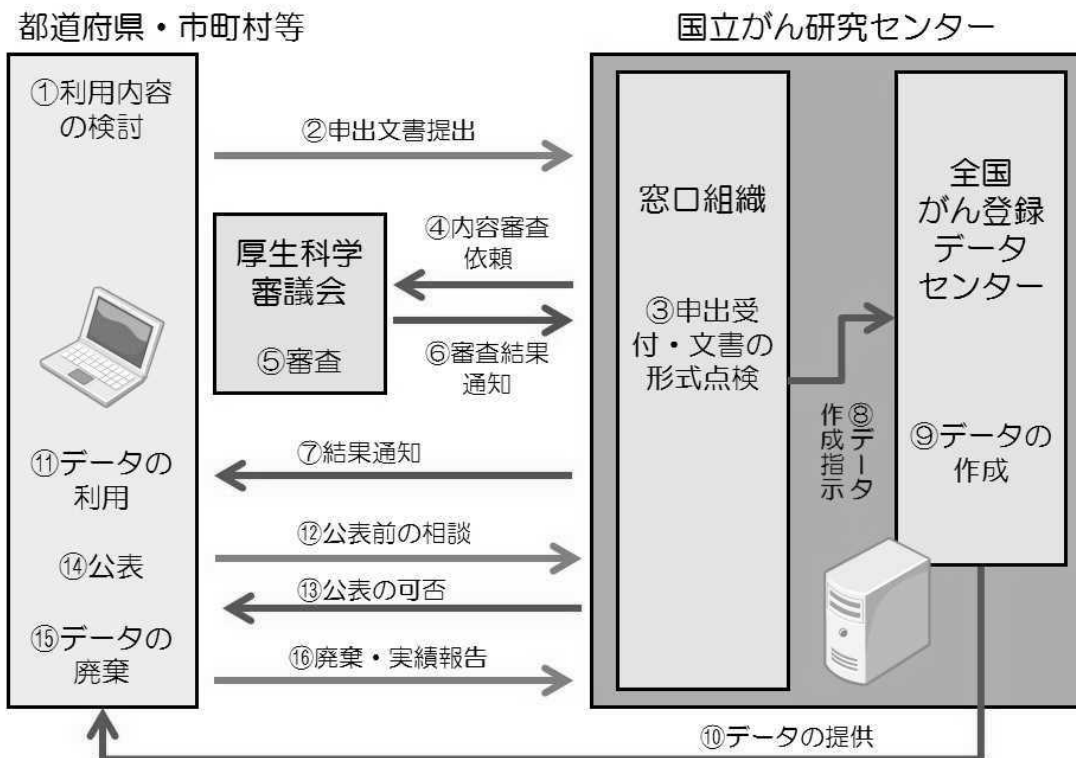 都道府県・市町村等
国立がん研究センター
①利用内容
の検討
②申出文書提出
窓口組織
③申出受
付・文書の
形式点検
④内容審査
依頼
厚生科学
審議会
⑤審査
⑥審査結果
通知
⑦結果通知
⑧データ
作成指示
全国
がん登録
データ
センター
⑨データの
作成
⑩データの提供
⑪データの
利用
⑫公表前の相談
⑬公表の可否
⑭公表
⑮データの
廃棄
⑯廃棄・実績報告